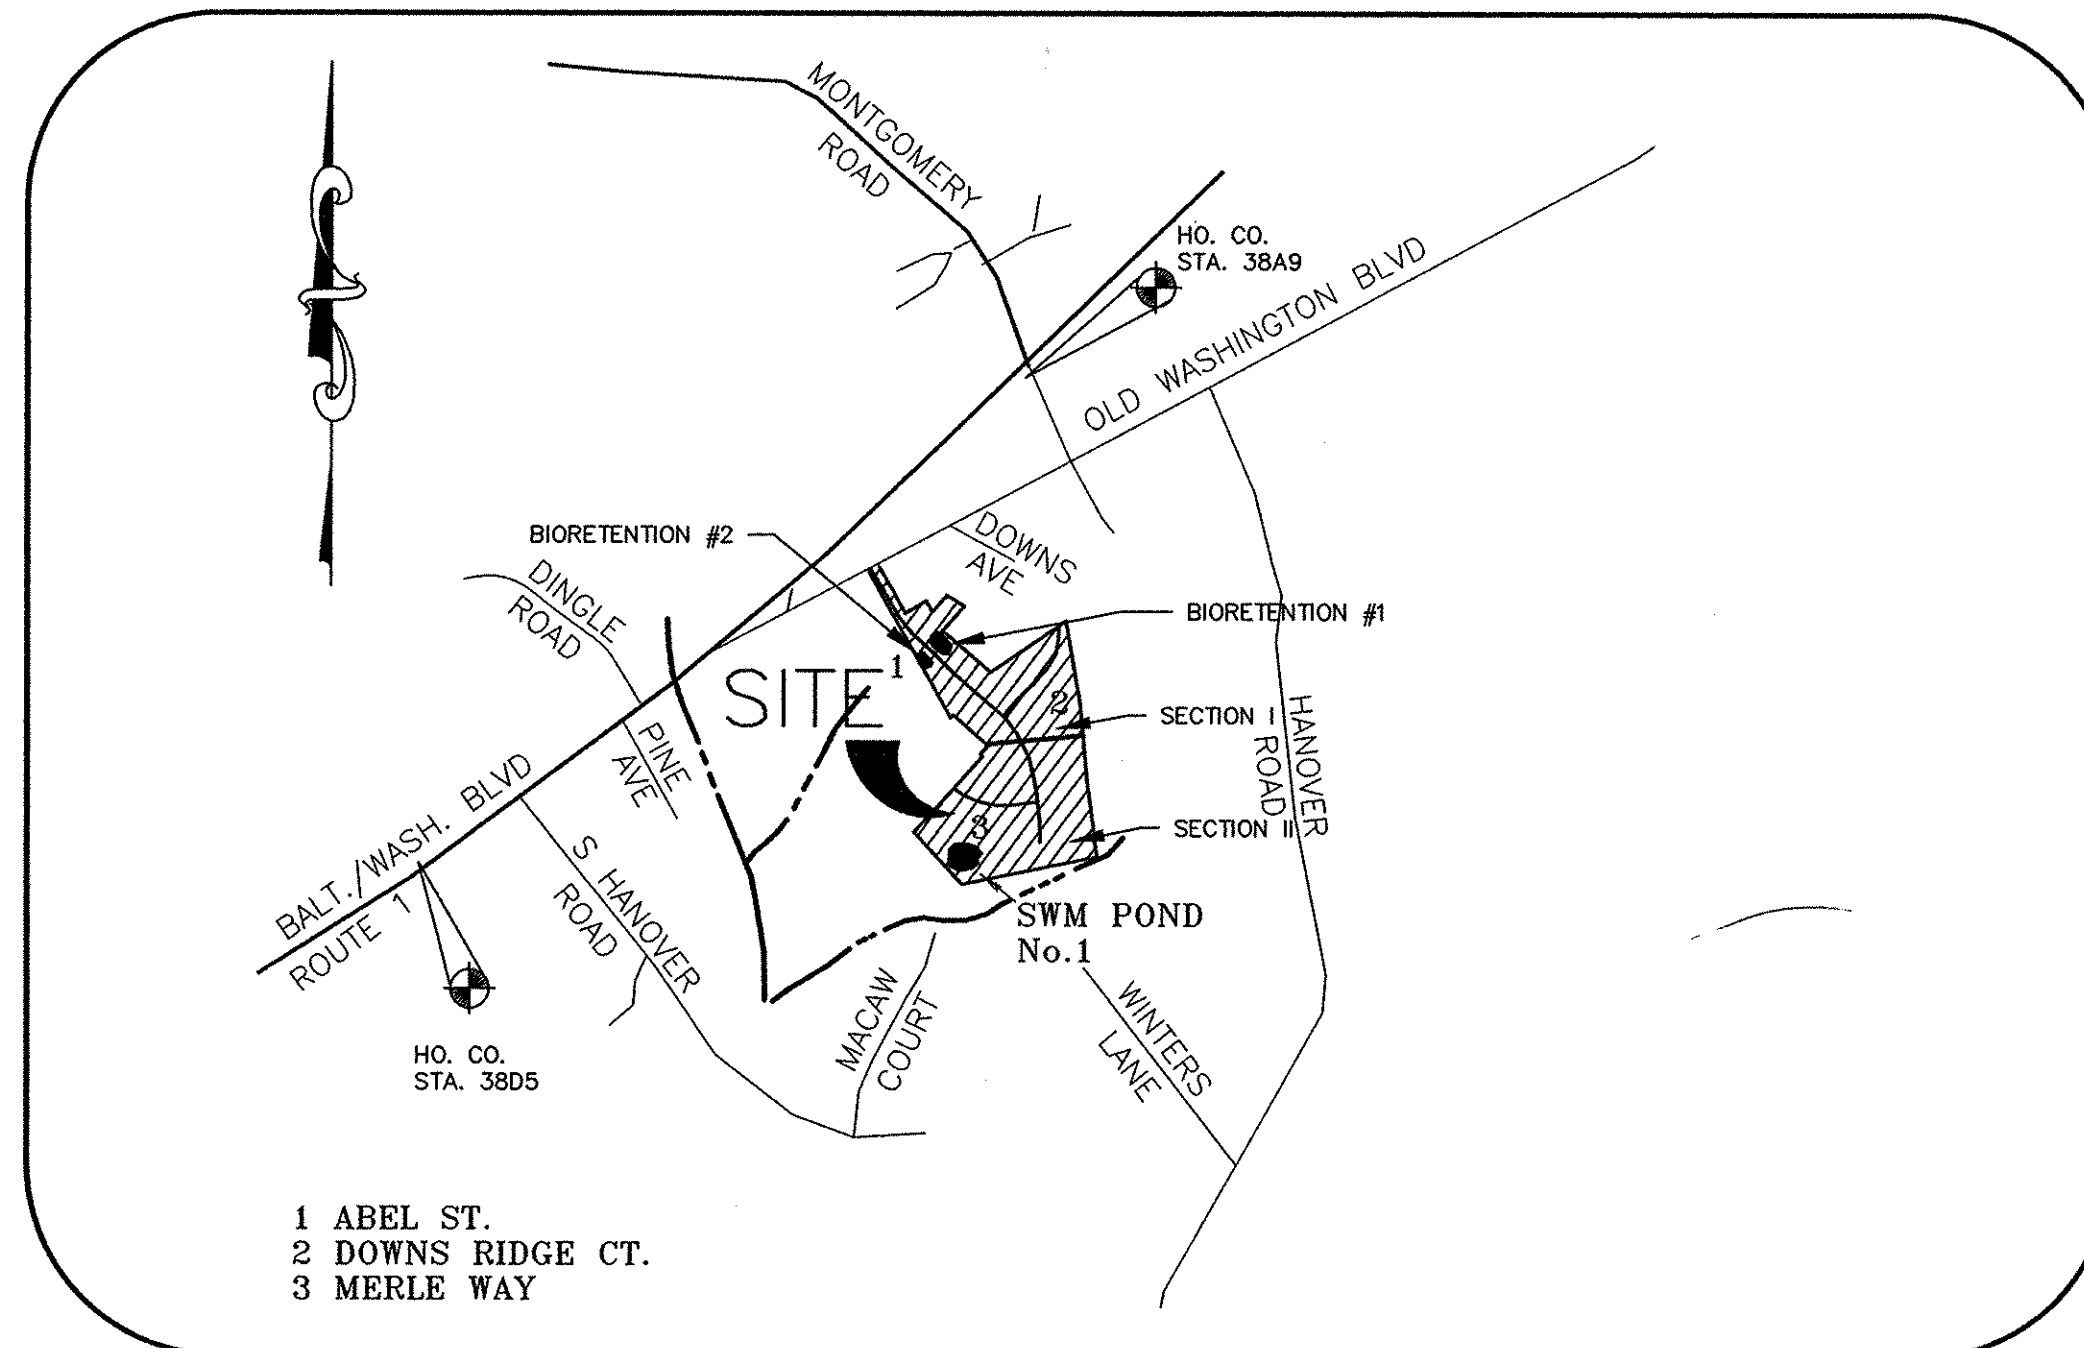 MONTGOMERY
ROAD
HO. CO.
STA. 38A9
OLD WASHINGTON BLVD
BIORETENTION #2
DOWNS
AVE
DINGLE
ROAD
BIORETENTION #1
SITE
1
2
SECTION I
HANOVER
ROAD
PINE
AVE
BALT./WASH. BLVD
ROUTE 1
3
SECTION II
S HANOVER
ROAD
SWM POND
No.1
MACAW
COURT
WINTERS
LANE
HO. CO.
STA. 38D5
1 ABEL ST.
2 DOWNS RIDGE CT.
3 MERLE WAY